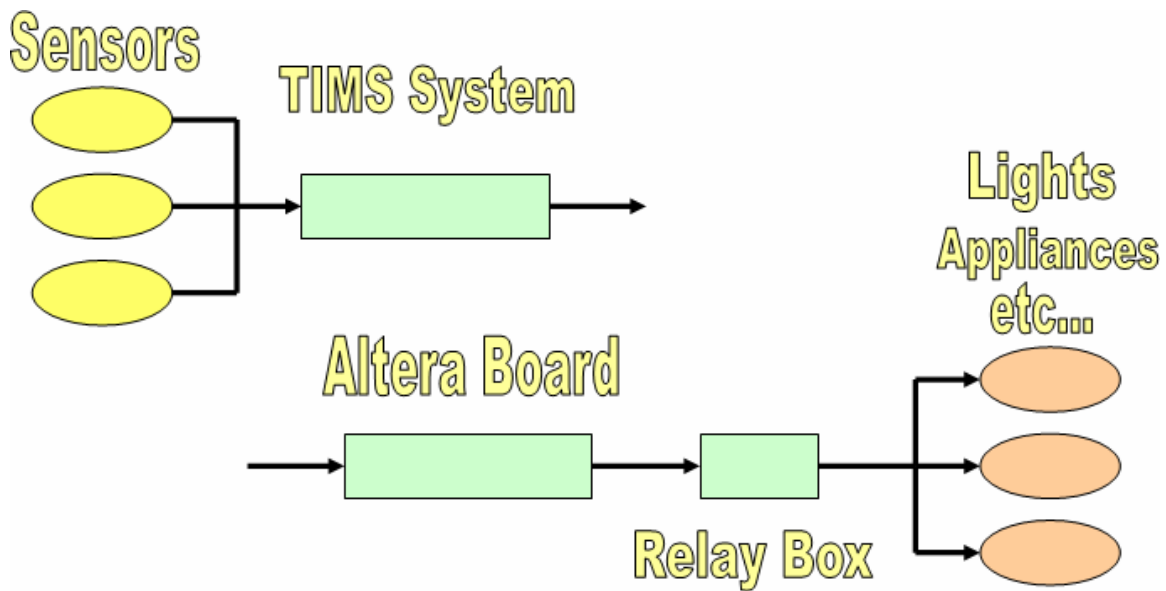 Sensors
TIMS System
Lights
Appliances
etc...
Altera Board
Relay Box